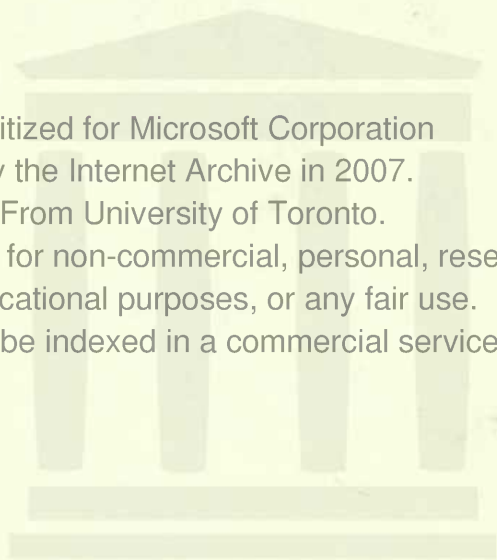 itized for Microsoft Corporation
y the Internet Archive in 2007.
From University of Toronto.
for non-commercial, personal, rese
cational purposes, or any fair use.
be indexed in a commercial service